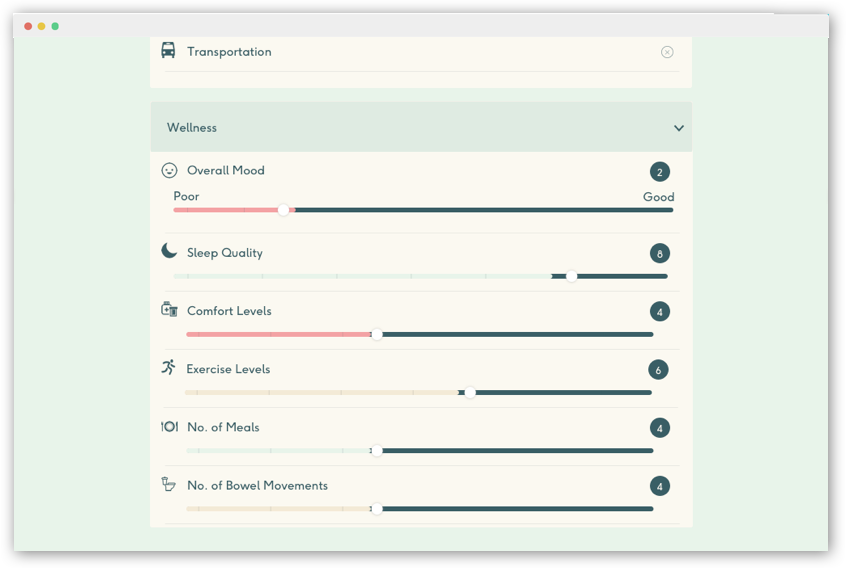 Transportation
Wellness
Overall Mood 2
Poor Good
Sleep Quality 8
Comfort Levels 4
Exercise Levels 6
No. of Meals 4
No. of Bowel Movements 4